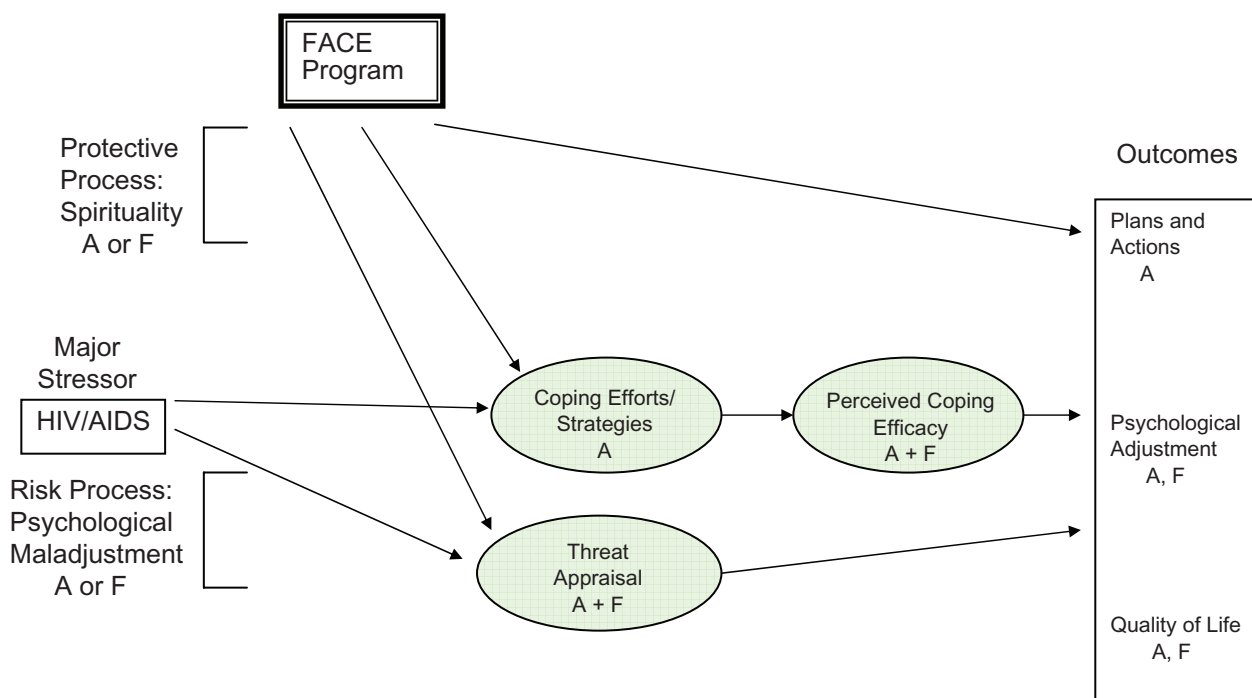 FACE
Program
Protective
Process:
Spirituality
A or F
Major
Stressor
HIV/AIDS
Risk Process:
Psychological
Maladjustment
A or F
Coping Efforts/
Strategies
A
Perceived Coping
Efficacy
A + F
Threat
Appraisal
A + F
Outcomes
Plans and
Actions
A
Psychological
Adjustment
A, F
Quality of Life
A, F